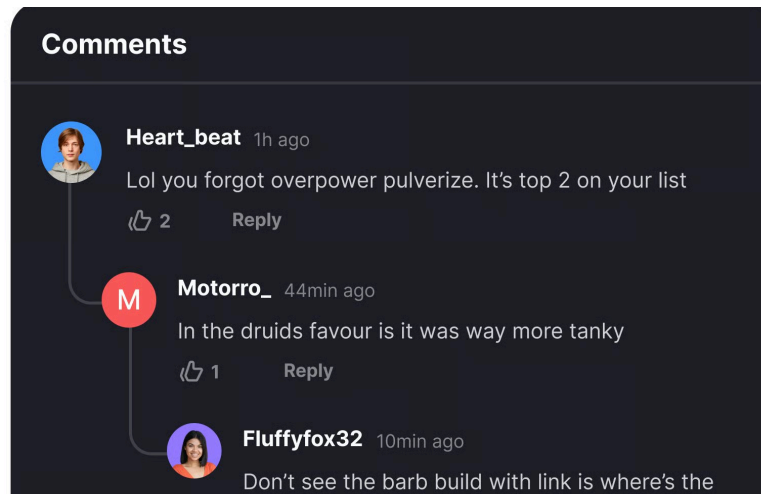 Comments
Heart_beat 1h ago
Lol you forgot overpower pulverize. It’s top 2 on your list
2 Reply
M
Motorro_ 44min ago
In the druids favour is it was way more tanky
1 Reply
Fluffyfox32 10min ago
Don’t see the barb build with link is where’s the